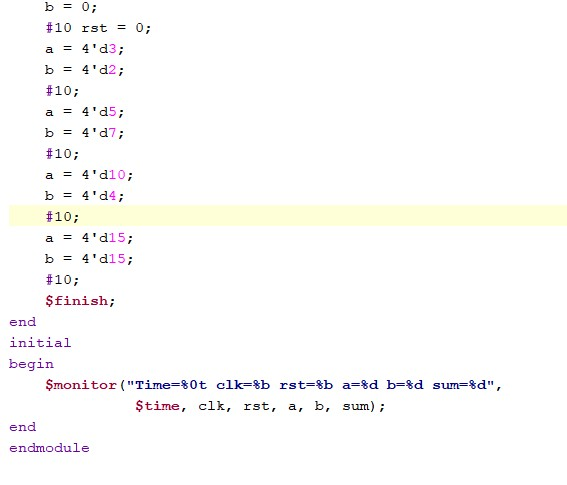 b = 0;
#10 rst = 0;
a = 4'd3;
b = 4'd2;
#10;
a = 4'd5;
b = 4'd7;
#10;
a = 4'd10;
b = 4'd4;
#10;
a = 4'd15;
b = 4'd15;
#10;
$finish;
end
initial
begin
$monitor("Time=%0t clk=%b rst=%b a=%d b=%d sum=%d",
$time, clk, rst, a, b, sum);
end
endmodule